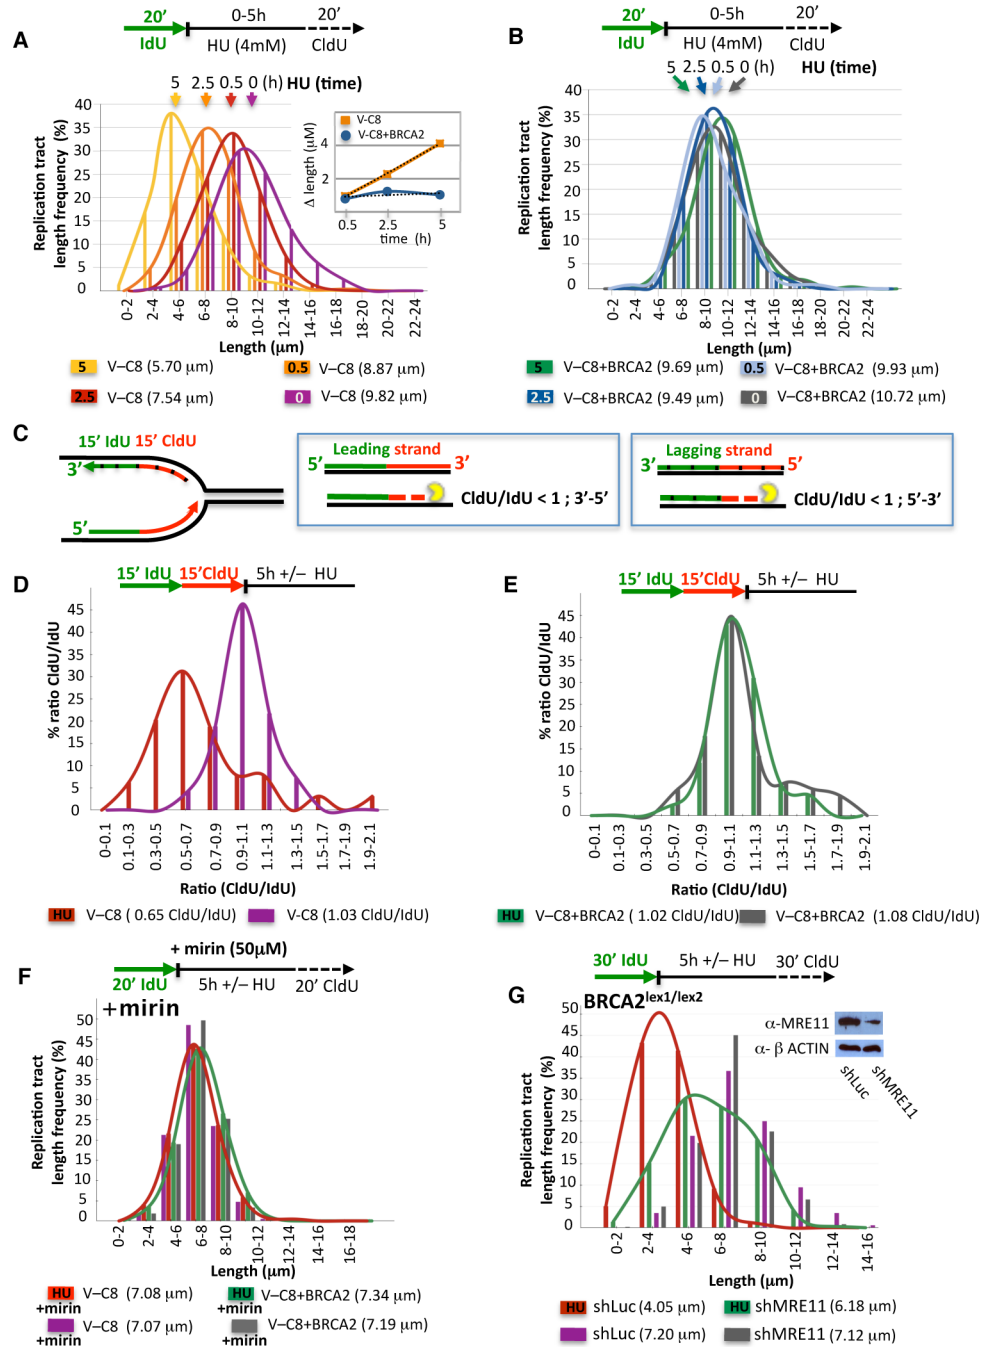 A
20’
0-5h
20’
IdU
HU (4mM)
CldU
5 2.5 0.5 0 (h) HU (time)
Replication tract
length frequency (%)
40
35
30
25
20
35
30
5
0
0-2
2-4
4-6
6-8
8-10
10-12
12-14
14-16
16-18
18-20
20-22
22-24
Length (μm)
V-C8
V-C8+BRCA2
Δ length (μM)
4
2
0.5
2.5
5
time (h)
5 V–C8 (5.70 μm)
0.5 V–C8 (8.87 μm)
2.5 V–C8 (7.54 μm)
0 V–C8 (9.82 μm)
B
20’
0-5h
20’
IdU
HU (4mM)
CldU
5 2.5 0.5 0 (h) HU (time)
Replication tract
length frequency (%)
40
35
30
25
20
35
30
5
0
0-2
2-4
4-6
6-8
8-10
10-12
12-14
14-16
16-18
18-20
20-22
22-24
Length (μm)
5 V–C8+BRCA2 (9.69 μm)
0.5 V–C8+BRCA2 (9.93 μm)
2.5 V–C8+BRCA2 (9.49 μm)
0 V–C8+BRCA2 (10.72 μm)
C
15’ IdU 15’ CldU
3’
5’
Leading strand
5’
3’
CldU/IdU < 1 ; 3’-5’
Lagging strand
3’
5’
CldU/IdU < 1 ; 5’-3’
D
15’ IdU 15’CldU 5h +/– HU
% ratio CldU/IdU
45
40
35
30
20
15
10
5
0
0-0.1
0.1-0.3
0.3-0.5
0.5-0.7
0.7-0.9
0.9-1.1
1.1-1.3
1.3-1.5
1.5-1.7
1.7-1.9
1.9-2.1
Ratio (CldU/IdU)
HU V–C8 ( 0.65 CldU/IdU)
V-C8 (1.03 CldU/IdU)
E
15’ IdU 15’CldU 5h +/– HU
% ratio CldU/IdU
45
40
35
30
20
15
10
5
0
0-0.1
0.1-0.3
0.3-0.5
0.5-0.7
0.7-0.9
0.9-1.1
1.1-1.3
1.3-1.5
1.5-1.7
1.7-1.9
1.9-2.1
Ratio (CldU/IdU)
HU V–C8+BRCA2 ( 1.02 CldU/IdU)
V–C8+BRCA2 (1.08 CldU/IdU)
F
+ mirin (50μM)
20’ IdU
5h +/– HU
20’ CldU
+mirin
Replication tract
length frequency (%)
50
45
40
35
30
25
20
15
10
5
0
0-2
2-4
4-6
6-8
8-10
10-12
12-14
14-16
16-18
Length (μm)
HU V–C8 (7.08 μm)
+mirin
HU V–C8+BRCA2 (7.34 μm)
+mirin
V–C8 (7.07 μm)
+mirin
V–C8+BRCA2 (7.19 μm)
+mirin
G
30’ IdU
5h +/– HU
30’ CldU
BRCA2lex1/lex2
α-MRE11
α- β ACTIN
shLuc
shMRE11
Replication tract
length frequency (%)
50
45
40
35
30
25
20
15
10
5
0
0-2
2-4
4-6
6-8
8-10
10-12
12-14
14-16
Length (μm)
HU shLuc (4.05 μm)
HU shMRE11 (6.18 μm)
shLuc (7.20 μm)
shMRE11 (7.12 μm)